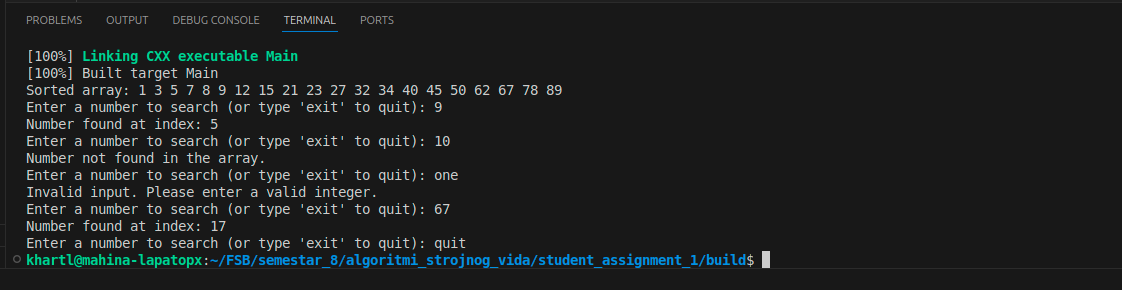 PROBLEMS OUTPUT DEBUG CONSOLE TERMINAL PORTS
[100%] Linking CXX executable Main
[100%] Built target Main
Sorted array: 1 3 5 7 8 9 12 15 21 23 27 32 34 40 45 50 62 67 78 89
Enter a number to search (or type 'exit' to quit): 9
Number found at index: 5
Enter a number to search (or type 'exit' to quit): 10
Number not found in the array.
Enter a number to search (or type 'exit' to quit): one
Invalid input. Please enter a valid integer.
Enter a number to search (or type 'exit' to quit): 67
Number found at index: 17
Enter a number to search (or type 'exit' to quit): quit
khartl@mahina-lapatopx:~/FSB/semestar_8/algoritmi_strojnog_vida/student_assignment_1/build$